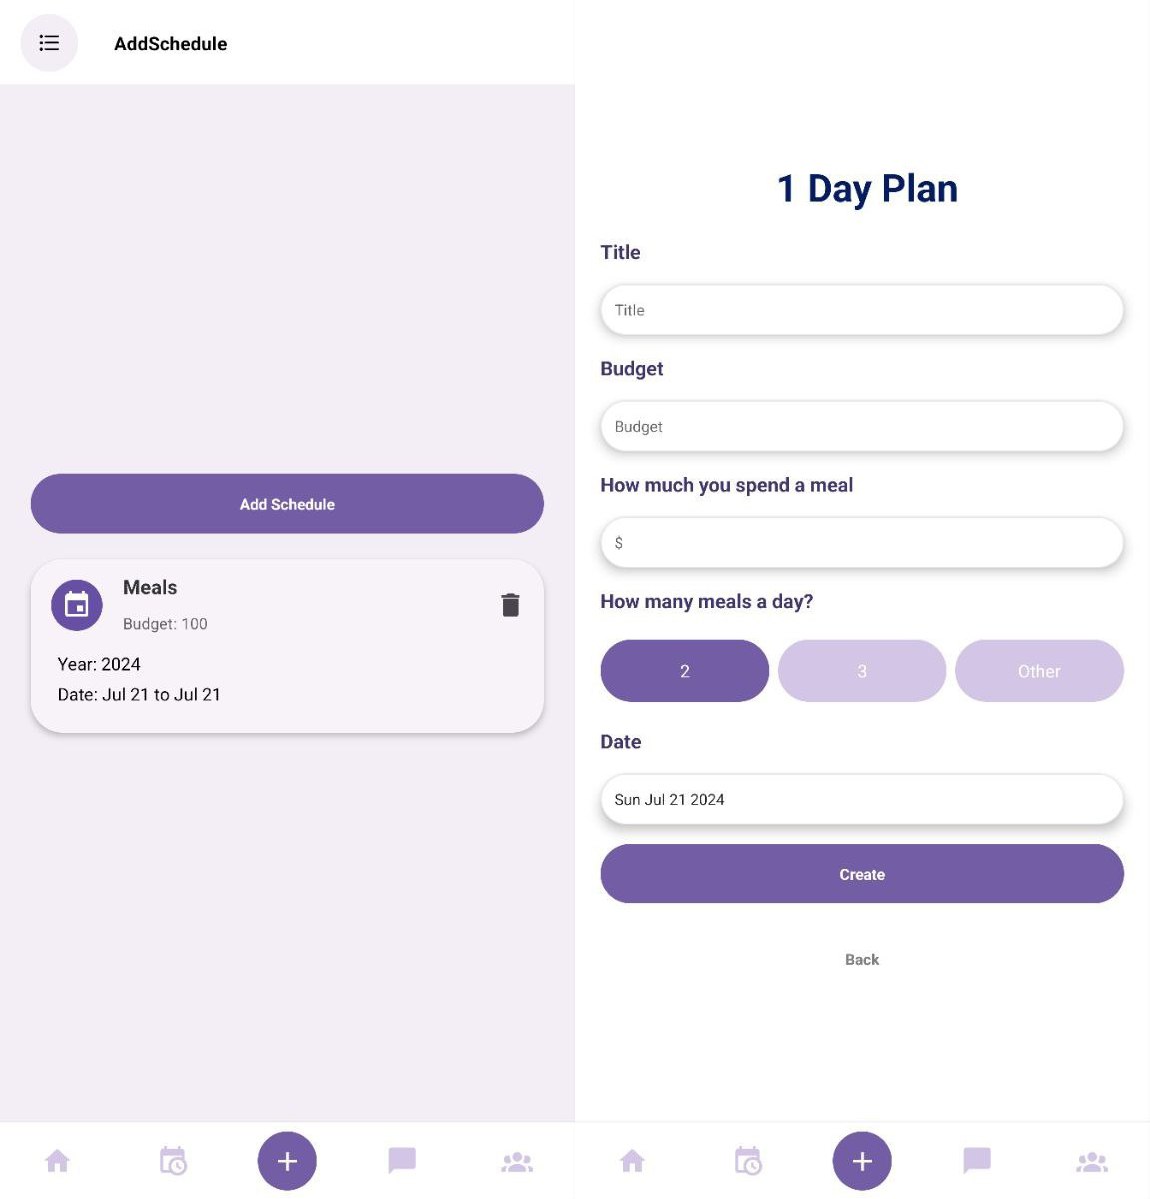 AddSchedule
Add Schedule
Meals
Budget: 100
Year: 2024
Date: Jul 21 to Jul 21
1 Day Plan
Title
Title
Budget
Budget
How much you spend a meal
$
How many meals a day?
2 3 Other
Date
Sun Jul 21 2024
Create
Back